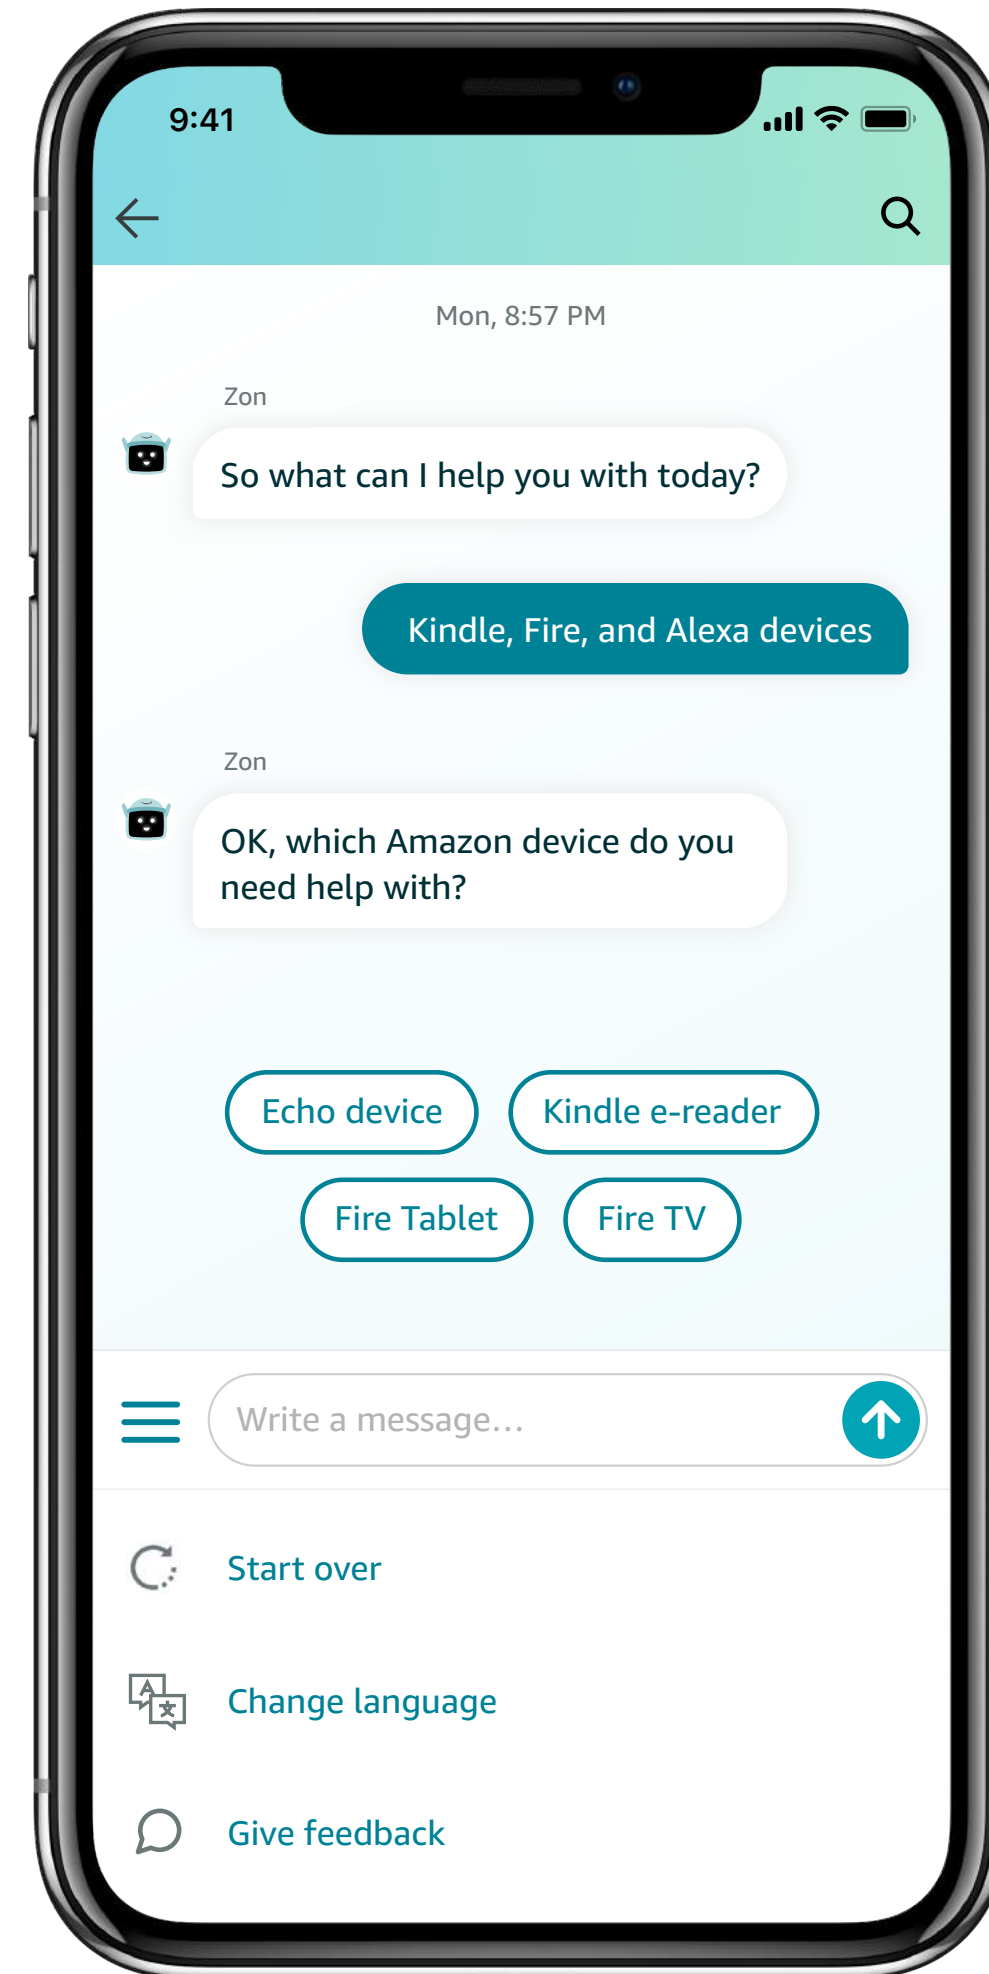 9:41
Mon, 8:57 PM
Zon
So what can I help you with today?
Kindle, Fire, and Alexa devices
Zon
OK, which Amazon device do you
need help with?
Echo device
Kindle e-reader
Fire Tablet
Fire TV
Write a message…
Start over
A
文
Change language
Give feedback